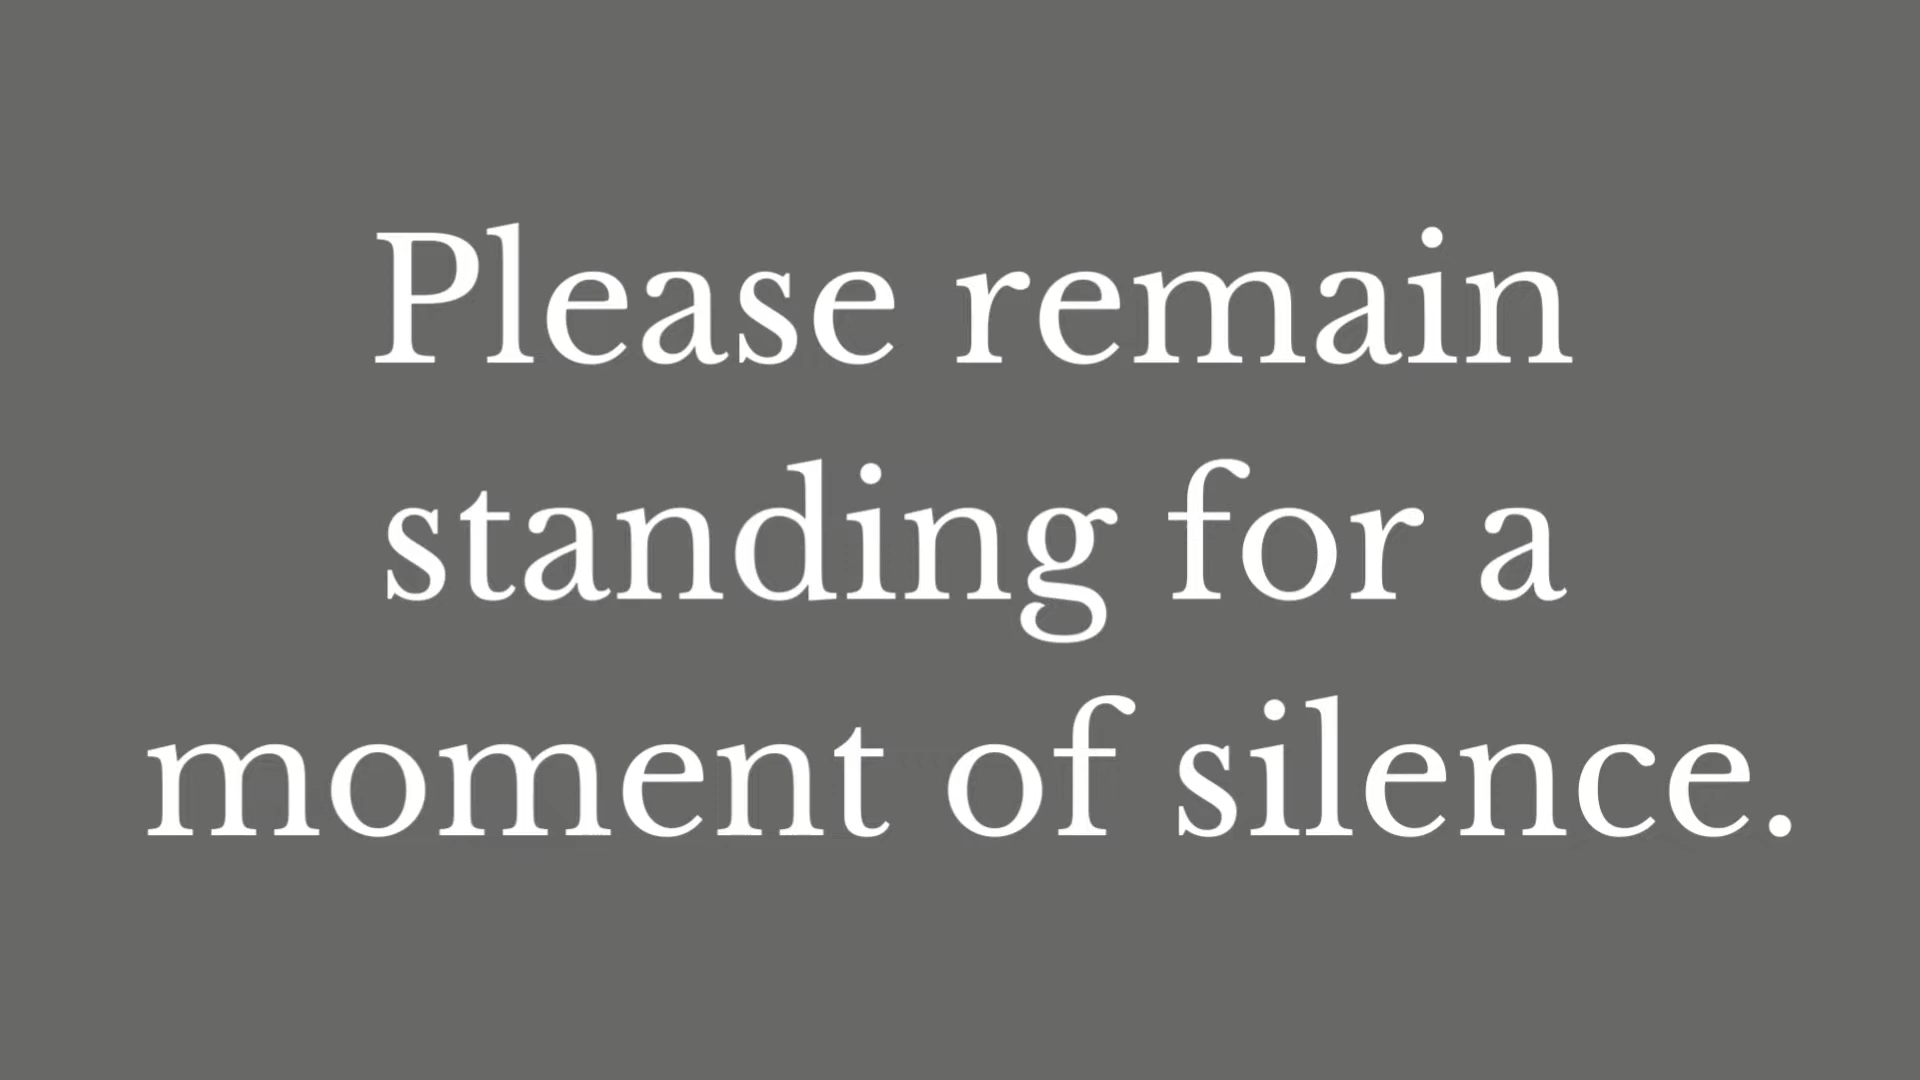 Please remain
standing for a
moment of silence.